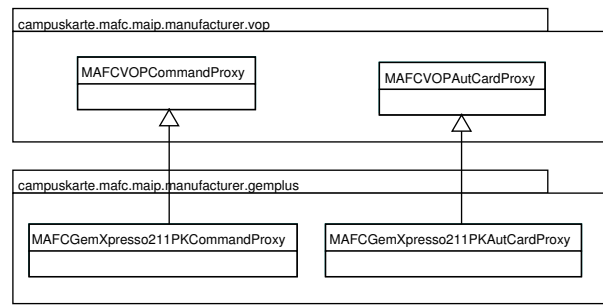 campuskarte.mafc.maip.manufacturer.vop
MAFCVOPCommandProxy
MAFCVOPAutCardProxy
campuskarte.mafc.maip.manufacturer.gemplus
MAFCGemXpresso211PKCommandProxy
MAFCGemXpresso211PKAutCardProxy